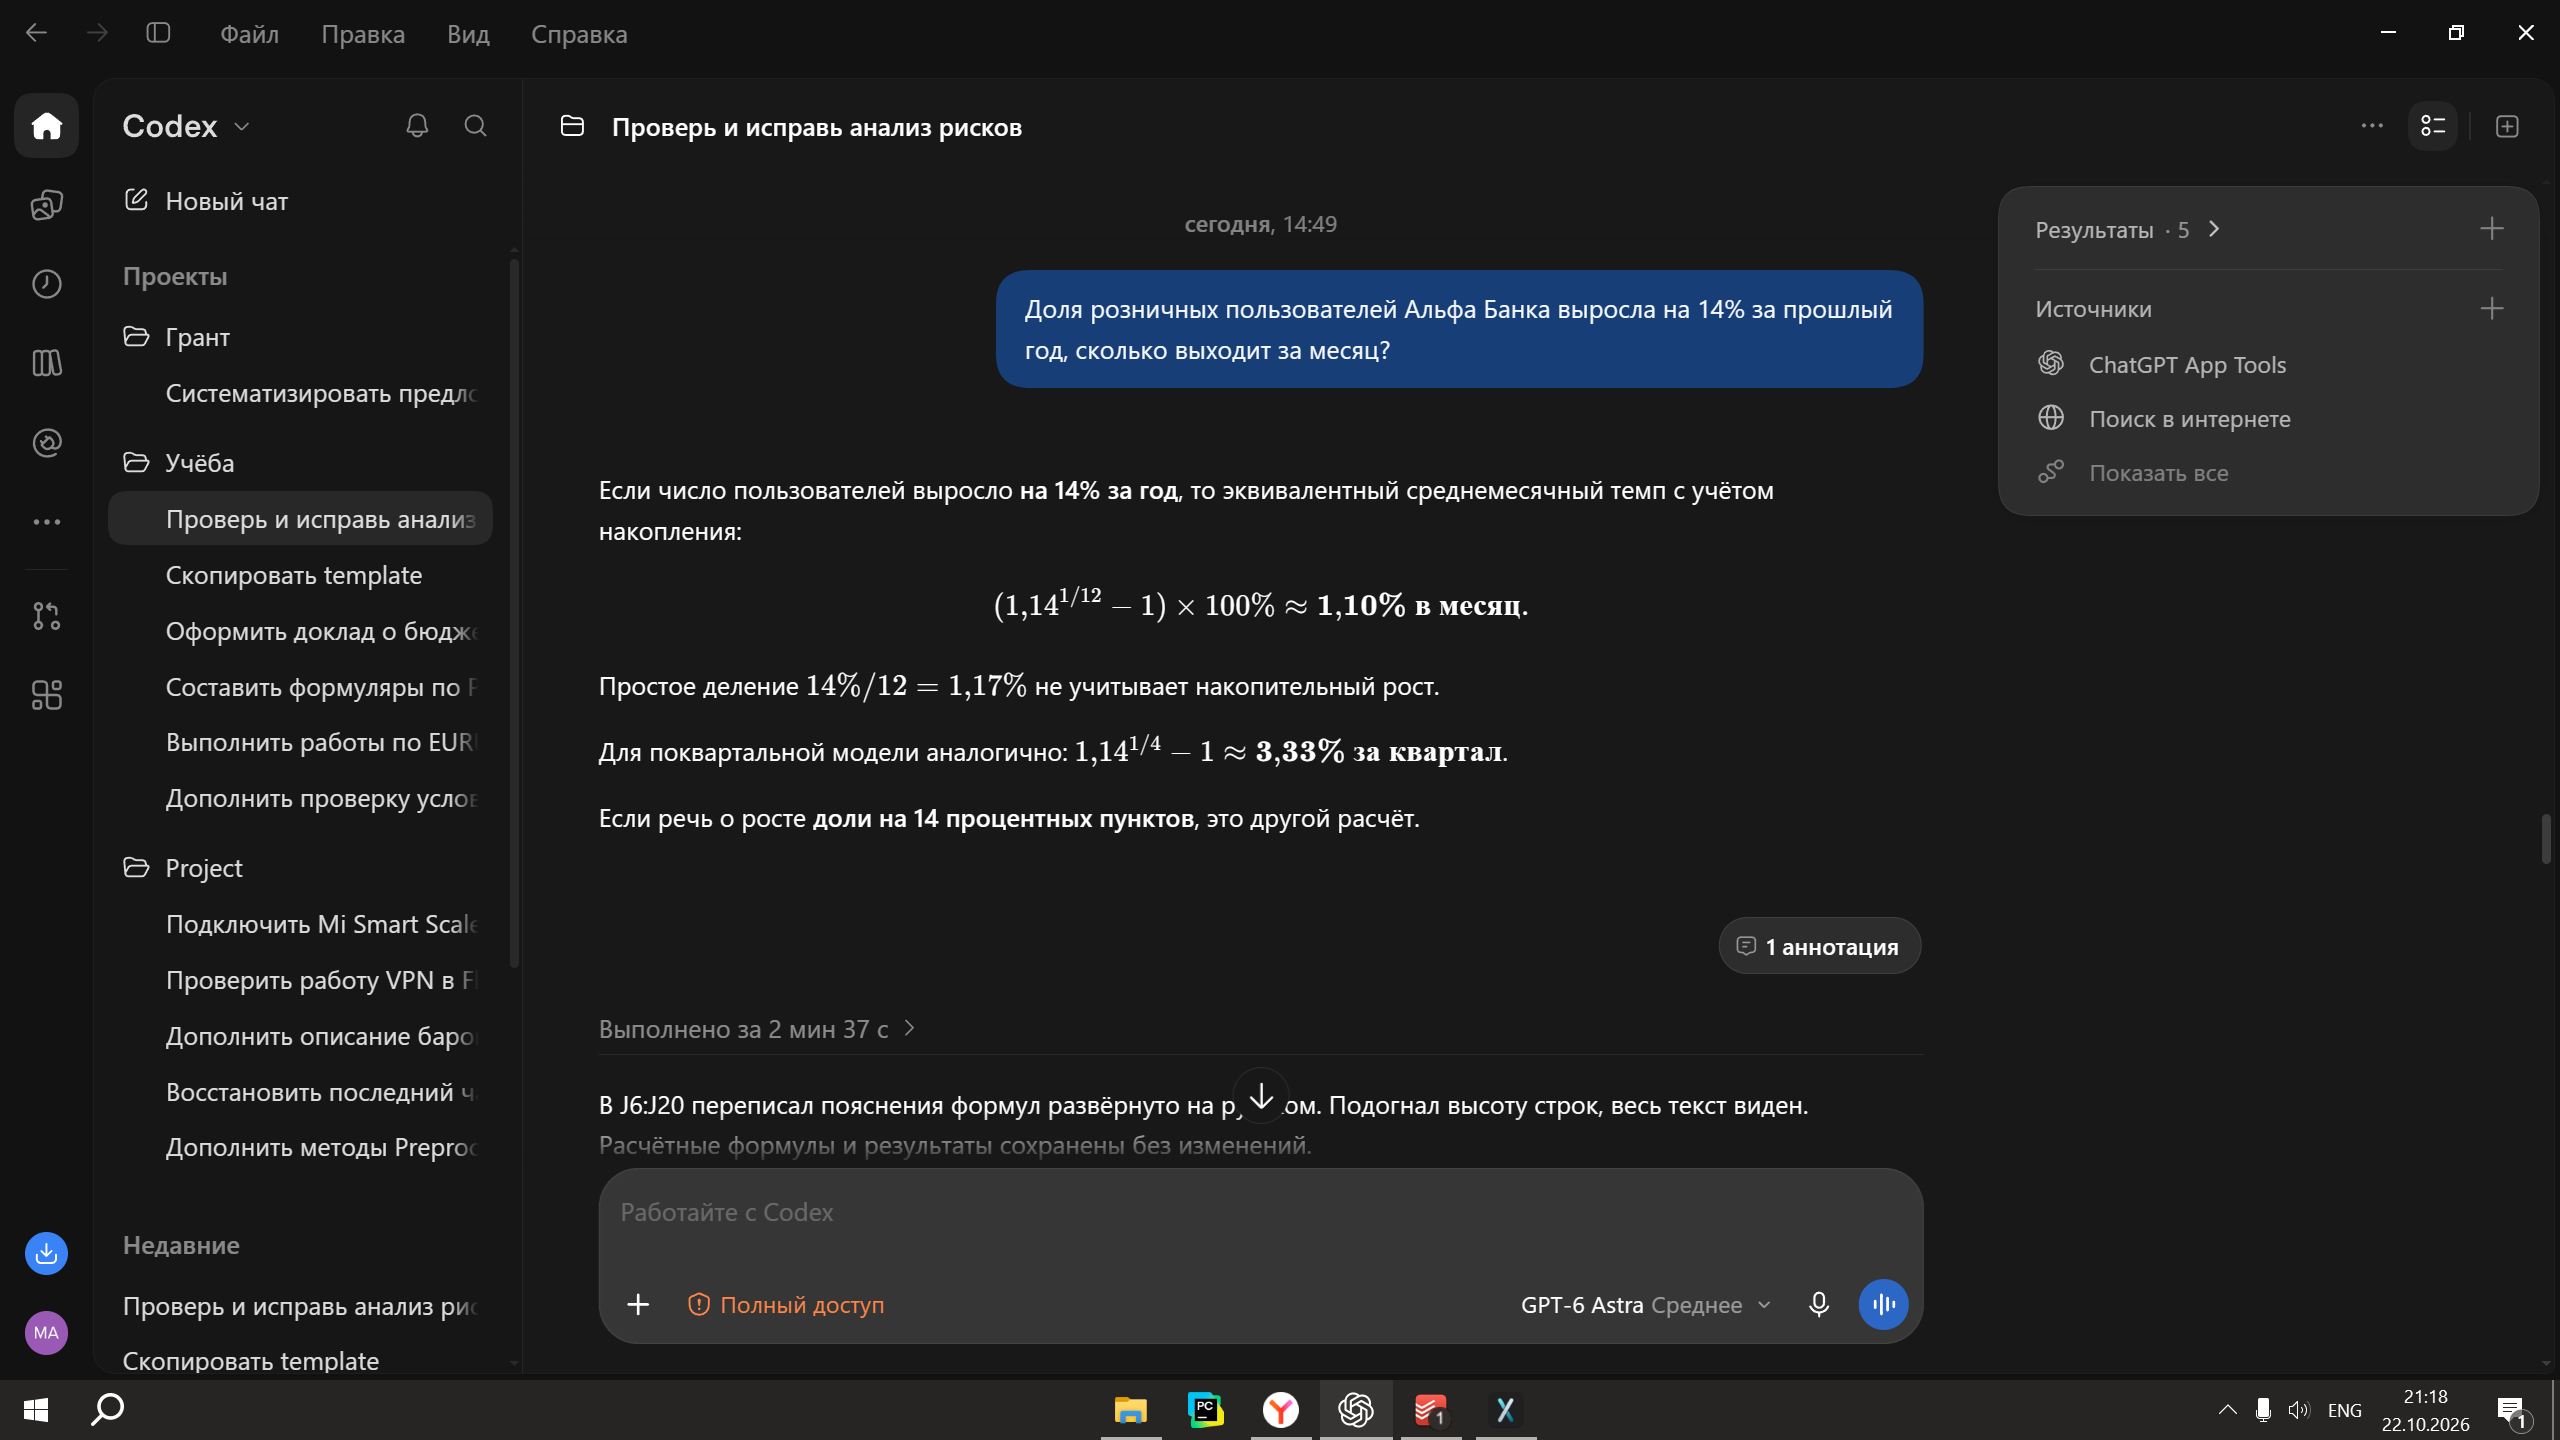 Файл Правка Вид Справка
Codex
Новый чат
Проекты
Грант
Систематизировать предло
Учёба
Проверь и исправь анализ
Скопировать template
Оформить доклад о бюдже
Составить формуляры по
Выполнить работы по EUR
Дополнить проверку услов
Project
Подключить Mi Smart Scale
Проверить работу VPN в
Дополнить описание баро
Восстановить последний
Дополнить методы Preproc
Недавние
Проверь и исправь анализ рис
Скопировать template
MA
Проверь и исправь анализ рисков
сегодня, 14:49
Доля розничных пользователей Альфа Банка выросла на 14% за прошлый
год, сколько выходит за месяц?
Если число пользователей выросло на 14% за год, то эквивалентный среднемесячный темп с учётом
накопления:
(1,14^{1/12} − 1) × 100% ≈ 1,10% в месяц.
Простое деление 14%/12 = 1,17% не учитывает накопительный рост.
Для поквартальной модели аналогично: 1,14^{1/4} − 1 ≈ 3,33% за квартал.
Если речь о росте доли на 14 процентных пунктов, это другой расчёт.
1 аннотация
Выполнено за 2 мин 37 с
В J6:J20 переписал пояснения формул развёрнуто на р ом. Подогнал высоту строк, весь текст виден.
Расчётные формулы и результаты сохранены без изменений.
Работайте с Codex
Полный доступ
GPT-6 Astra Среднее
Результаты · 5
Источники
ChatGPT App Tools
Поиск в интернете
Показать все
PC
1
ENG
21:18
22.10.2026
1